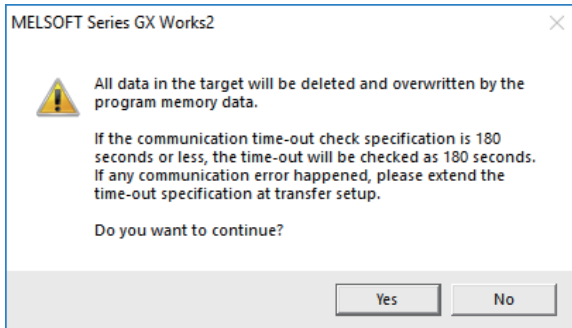 MELSOFT Series GX Works2
All data in the target will be deleted and overwritten by the
program memory data.
If the communication time-out check specification is 180
seconds or less, the time-out will be checked as 180 seconds.
If any communication error happened, please extend the
time-out specification at transfer setup.
Do you want to continue?
Yes
No